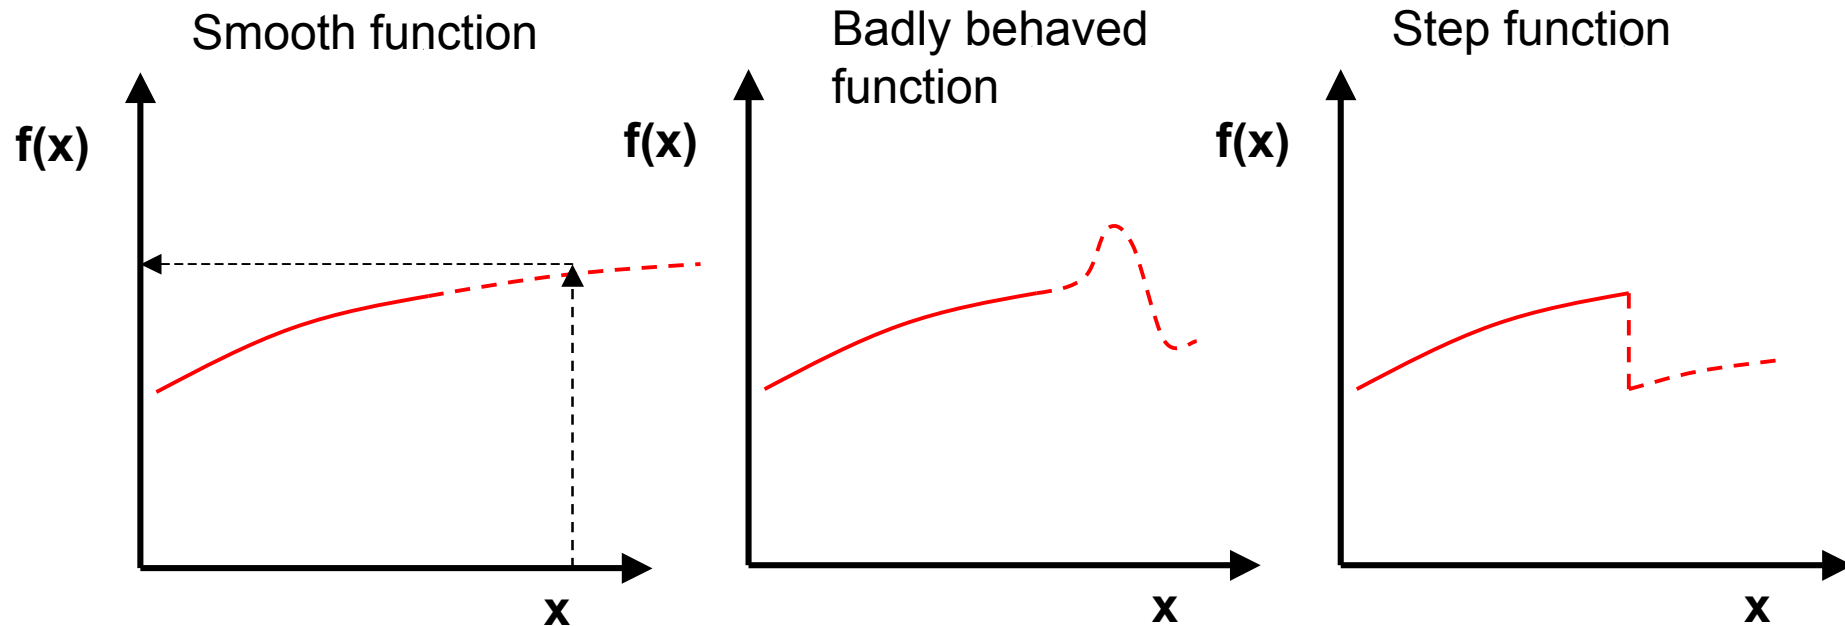 Smooth function
Badly behaved
function
Step function
f(x)
f(x)
f(x)
x
x
x